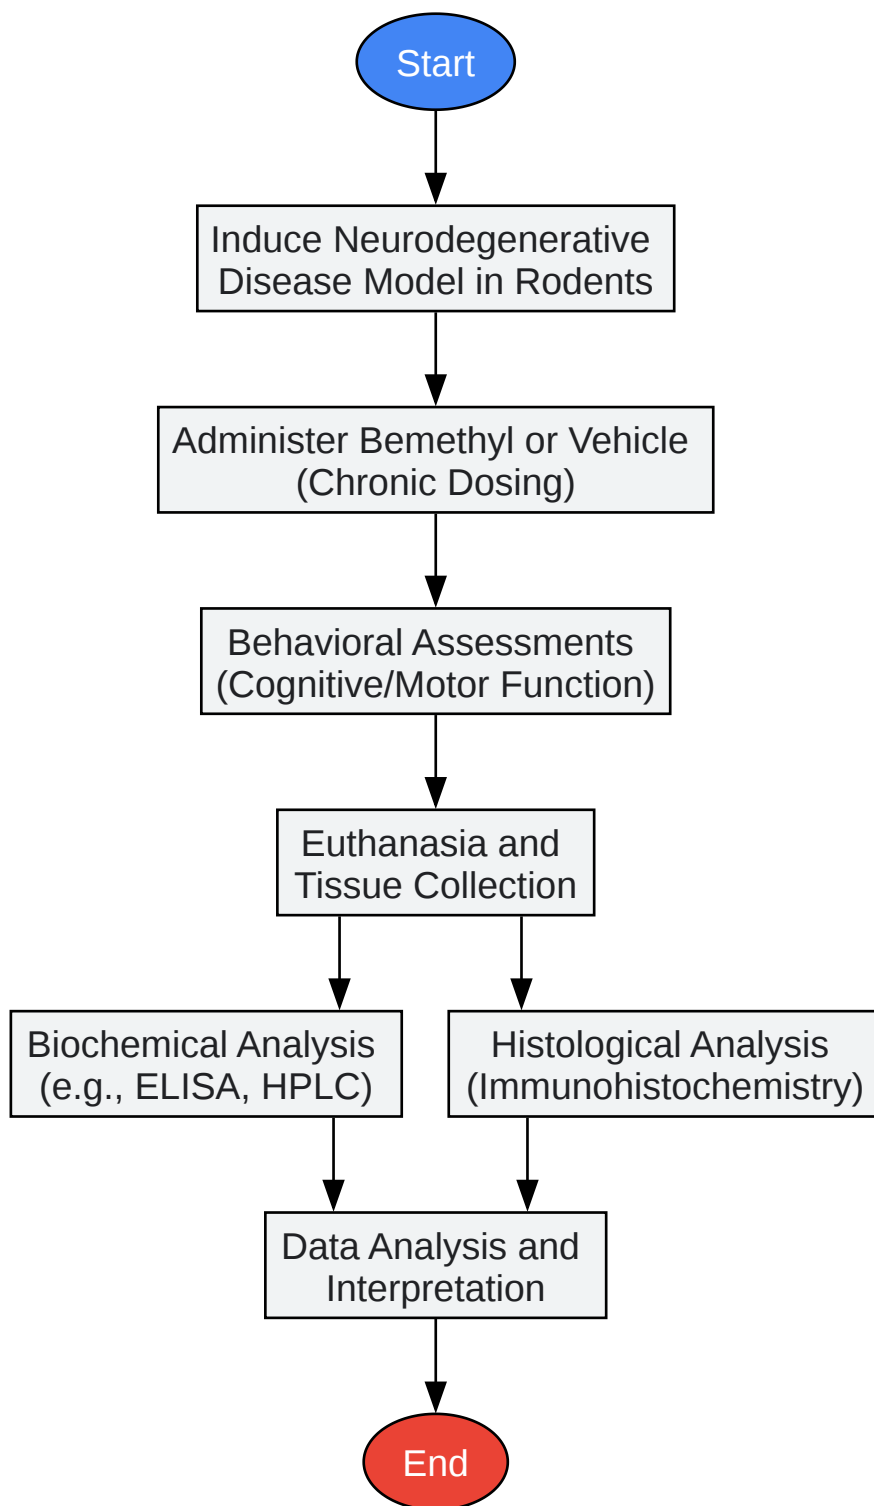 Start
Induce Neurodegenerative
Disease Model in Rodents
Administer Bemethyl or Vehicle
(Chronic Dosing)
Behavioral Assessments
(Cognitive/Motor Function)
Euthanasia and
Tissue Collection
Biochemical Analysis
(e.g., ELISA, HPLC)
Histological Analysis
(Immunohistochemistry)
Data Analysis and
Interpretation
End